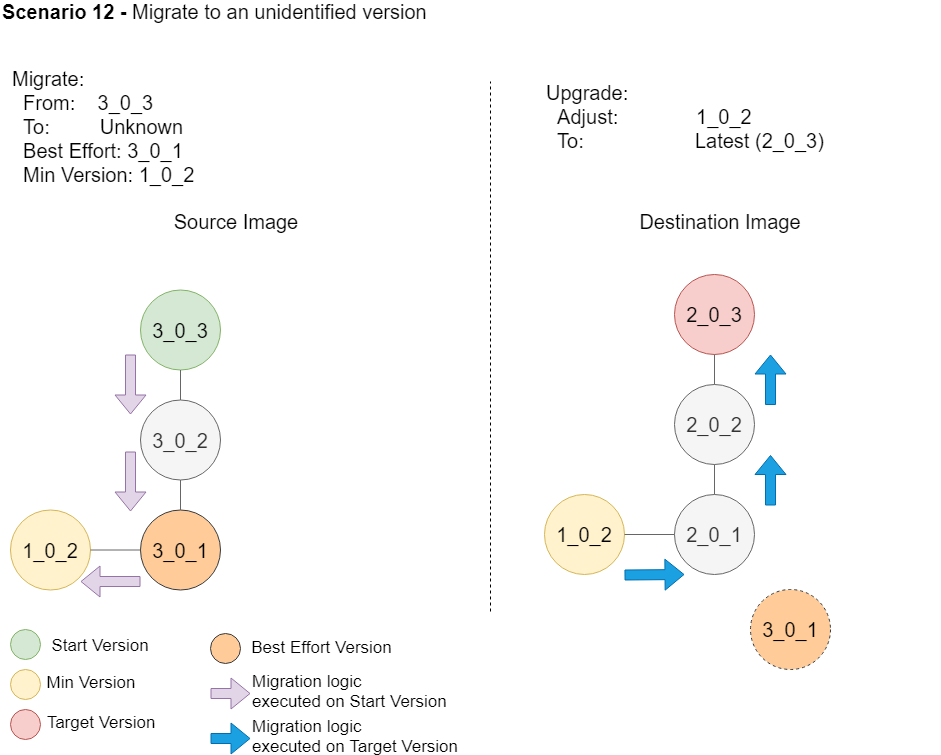 Scenario 12 - Migrate to an unidentified version
Migrate:
From: 3_0_3
To: Unknown
Best Effort: 3_0_1
Min Version: 1_0_2
Upgrade:
Adjust: 1_0_2
To: Latest (2_0_3)
Source Image
3_0_3
3_0_2
1_0_2
3_0_1
Destination Image
2_0_3
2_0_2
1_0_2
2_0_1
3_0_1
Start Version
Min Version
Target Version
Best Effort Version
Migration logic
executed on Start Version
Migration logic
executed on Target Version